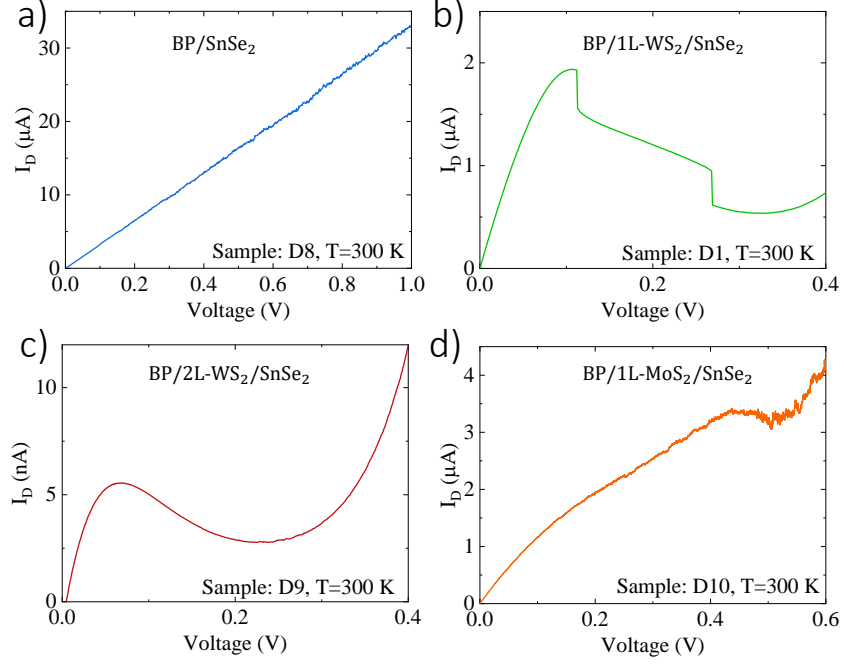 a)
BP/SnSe₂
I_D (μA)
30
20
10
0
0.0 0.2 0.4 0.6 0.8 1.0
Voltage (V)
Sample: D8, T=300 K
b)
BP/1L-WS₂/SnSe₂
I_D (μA)
2
1
0
0.0 0.2 0.4
Voltage (V)
Sample: D1, T=300 K
c)
BP/2L-WS₂/SnSe₂
I_D (nA)
10
5
0
0.0 0.2 0.4
Voltage (V)
Sample: D9, T=300 K
d)
BP/1L-MoS₂/SnSe₂
I_D (μA)
4
3
2
1
0
0.0 0.2 0.4 0.6
Voltage (V)
Sample: D10, T=300 K